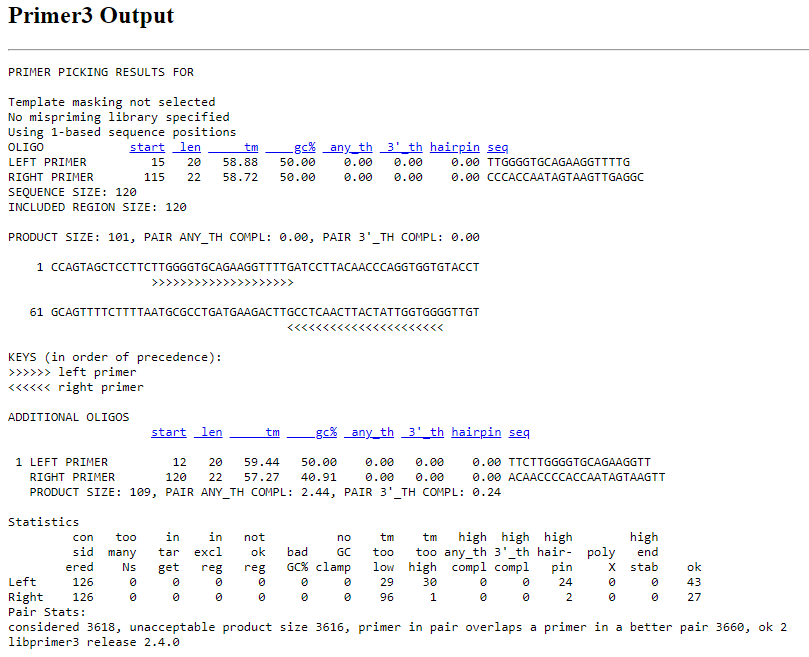 Primer3 Output
PRIMER PICKING RESULTS FOR
Template masking not selected
No mispriming library specified
Using 1-based sequence positions
OLIGO start len tm gc% any_th 3'_th hairpin seq
LEFT PRIMER 15 20 58.88 50.00 0.00 0.00 0.00 TTGGGGTGCAGAAGGTTTTG
RIGHT PRIMER 115 22 58.72 50.00 0.00 0.00 0.00 CCCACCAATAGTAAGTTGAGGC
SEQUENCE SIZE: 120
INCLUDED REGION SIZE: 120
PRODUCT SIZE: 101, PAIR ANY_TH COMPL: 0.00, PAIR 3'_TH COMPL: 0.00
1 CCAGTAGCTCCTTCTTGGGGTGCAGAAGGTTTTGATCCTTACAACCCAGGTGGTGTACCT
>>>>>>>>>>>>>>>>>>>>
61 GCAGTTTTCTTTTAATGCGCCTGATGAAGACTTGCCTCAACTTACTATTGGTGGGGTTGT
<<<<<<<<<<<<<<<<<<<<<<
KEYS (in order of precedence):
>>>>>> left primer
<<<<<< right primer
ADDITIONAL OLIGOS
start len tm gc% any_th 3'_th hairpin seq
1 LEFT PRIMER 12 20 59.44 50.00 0.00 0.00 0.00 TTCTTGGGGTGCAGAAGGTT
RIGHT PRIMER 120 22 57.27 40.91 0.00 0.00 0.00 ACAACCCCACCAATAGTAAGTT
PRODUCT SIZE: 109, PAIR ANY_TH COMPL: 2.44, PAIR 3'_TH COMPL: 0.24
Statistics
con too in in not no tm tm high high high high
sid many tar excl ok bad GC too too any_th 3'_th hair- poly end
ered Ns get reg reg GC% clamp low high compl compl pin X stab ok
Left 126 0 0 0 0 0 0 29 30 0 0 24 0 0 43
Right 126 0 0 0 0 0 0 96 1 0 0 2 0 0 27
Pair Stats:
considered 3618, unacceptable product size 3616, primer in pair overlaps a primer in a better pair 3660, ok 2
libprimer3 release 2.4.0